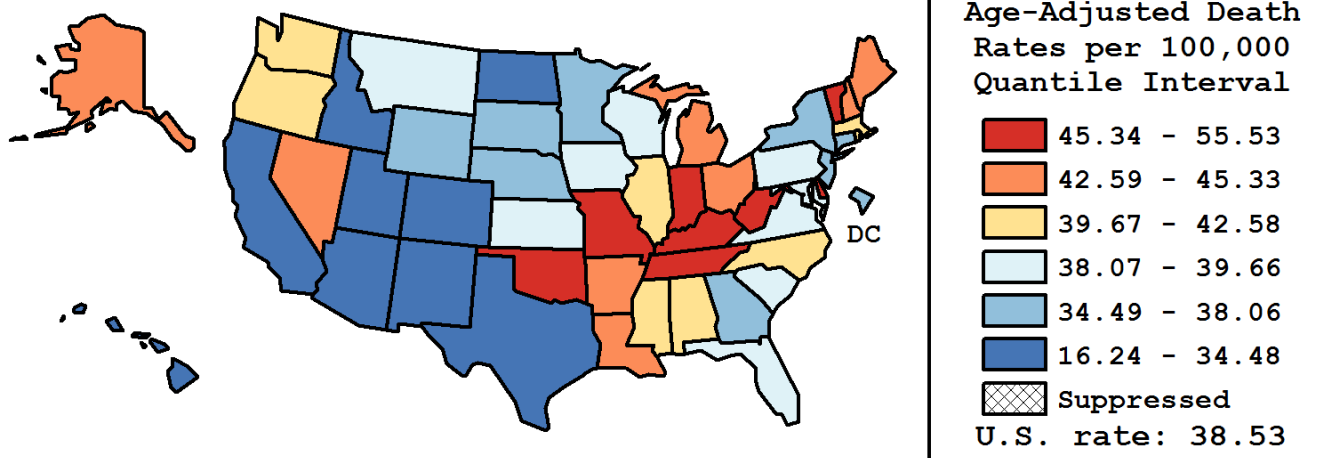 Age-Adjusted Death
Rates per 100,000
Quantile Interval
45.34 - 55.53
42.59 - 45.33
39.67 - 42.58
38.07 - 39.66
34.49 - 38.06
16.24 - 34.48
Suppressed
U.S. rate: 38.53
DC